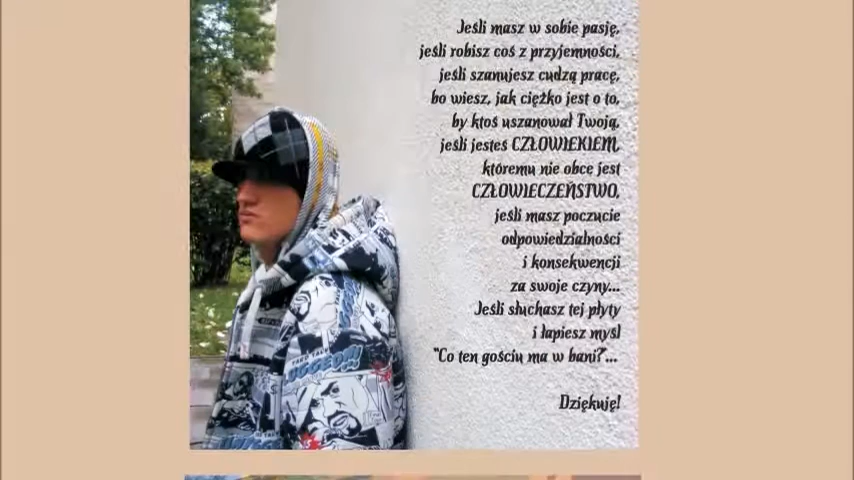 Jeśli masz w sobie pasję,
jeśli robisz coś z przyjemności,
jeśli szanujesz cudzą pracę,
bo wiesz, jak ciężko jest o to,
by ktoś uszanował Twoją,
jeśli jesteś CZŁOWIEKIEM,
któremu nie obce jest
CZŁOWIECZEŃSTWO,
jeśli masz poczucie
odpowiedzialności
i konsekwencji
za swoje czyny...
Jeśli słuchasz tej płyty
i łapiesz myśl
"Co ten gościu ma w bani?"...
Dziękuję!